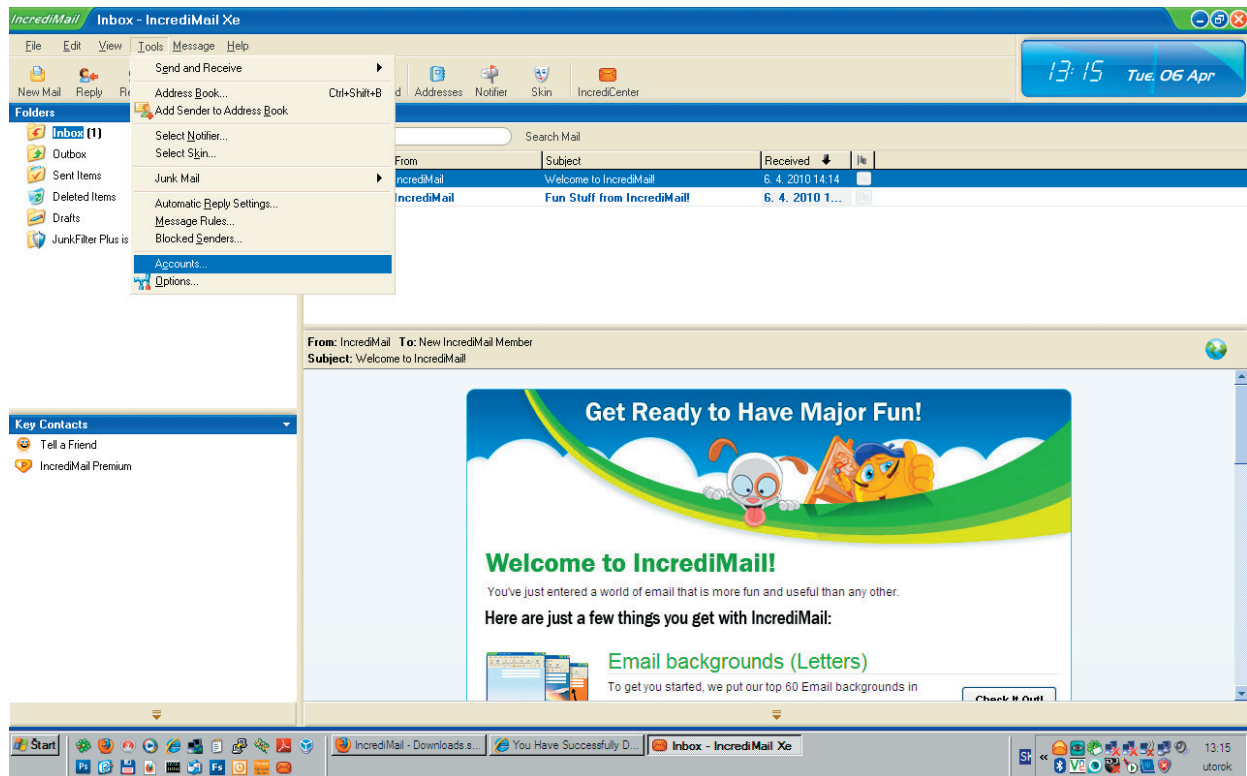 IncrediMail Inbox - IncrediMail Xe
File Edit View Tools Message Help
13:15 Tue. 06 Apr
New Mail Reply Addresses Notifier Skin IncrediCenter
Send and Receive
Address Book... Ctrl+Shift+B
Add Sender to Address Book
Select Notifier...
Select Skin...
Junk Mail
Automatic Reply Settings...
Message Rules...
Blocked Senders...
Accounts...
Options...
Folders
Inbox (1)
Outbox
Sent Items
Deleted Items
Drafts
JunkFilter Plus is
Search Mail
From Subject Received
ncrediMail Welcome to IncrediMail! 6. 4. 2010 14:14
IncrediMail Fun Stuff from IncrediMail! 6. 4. 2010 1...
From: IncrediMail To: New IncrediMail Member
Subject: Welcome to IncrediMail!
Key Contacts
Tell a Friend
IncrediMail Premium
Get Ready to Have Major Fun!
Welcome to IncrediMail!
You've just entered a world of email that is more fun and useful than any other.
Here are just a few things you get with IncrediMail:
Email backgrounds (Letters)
To get you started, we put our top 60 Email backgrounds in
Check It Out!
Štart IncrediMail - Downloads.s... You Have Successfully D... Inbox - IncrediMail Xe
13:15
utorok